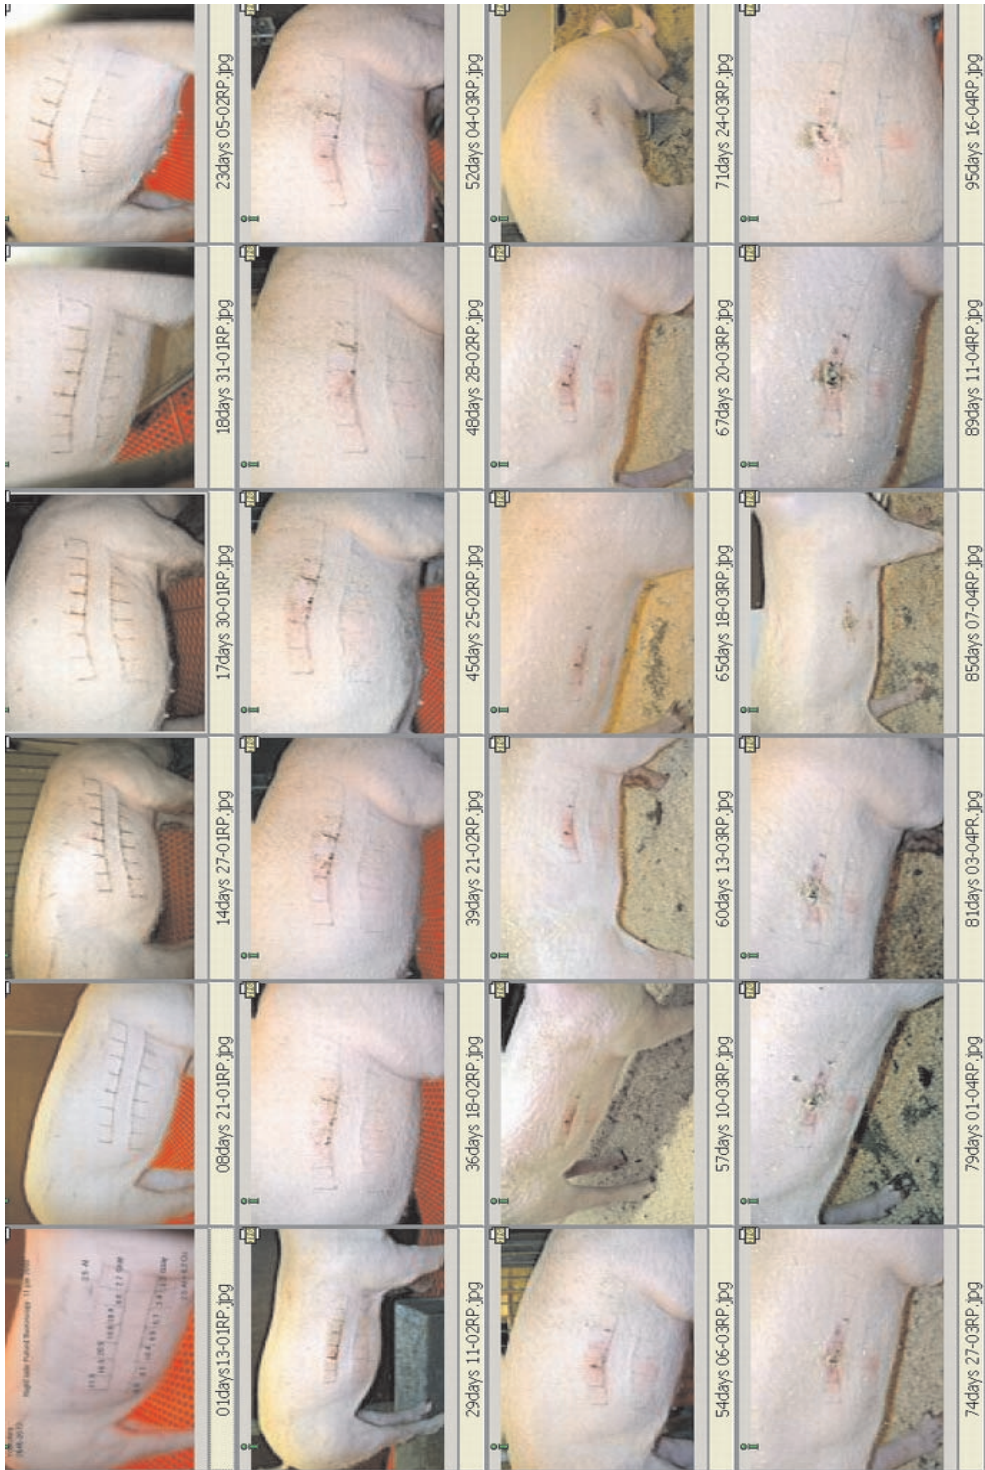 01days13-01RP.jpg
08days 21-01RP.jpg
14days 27-01RP.jpg
17days 30-01RP.jpg
18days 31-01RP.jpg
23days 05-02RP.jpg
29days 11-02RP.jpg
36days 18-02RP.jpg
39days 21-02RP.jpg
45days 25-02RP.jpg
48days 28-02RP.jpg
52days 04-03RP.jpg
54days 06-03RP.jpg
57days 10-03RP.jpg
60days 13-03RP.jpg
65days 18-03RP.jpg
67days 20-03RP.jpg
71days 24-03RP.jpg
74days 27-03RP.jpg
79days 01-04RP.jpg
81days 03-04PR.jpg
85days 07-04RP.jpg
89days 11-04RP.jpg
95days 16-04RP.jpg